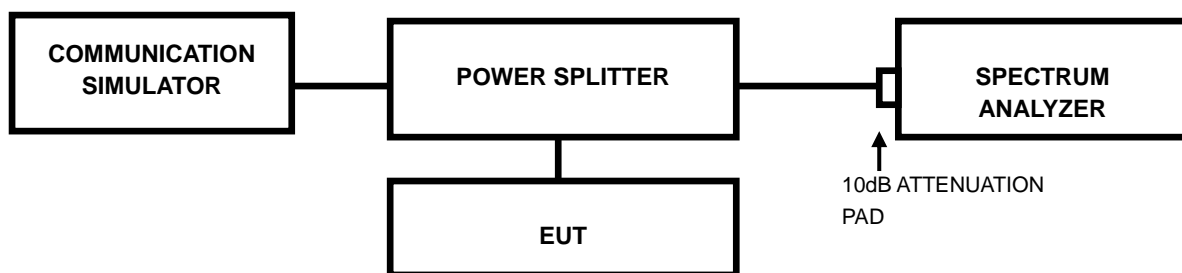 COMMUNICATION
SIMULATOR
POWER SPLITTER
SPECTRUM
ANALYZER
10dB ATTENUATION
PAD
EUT